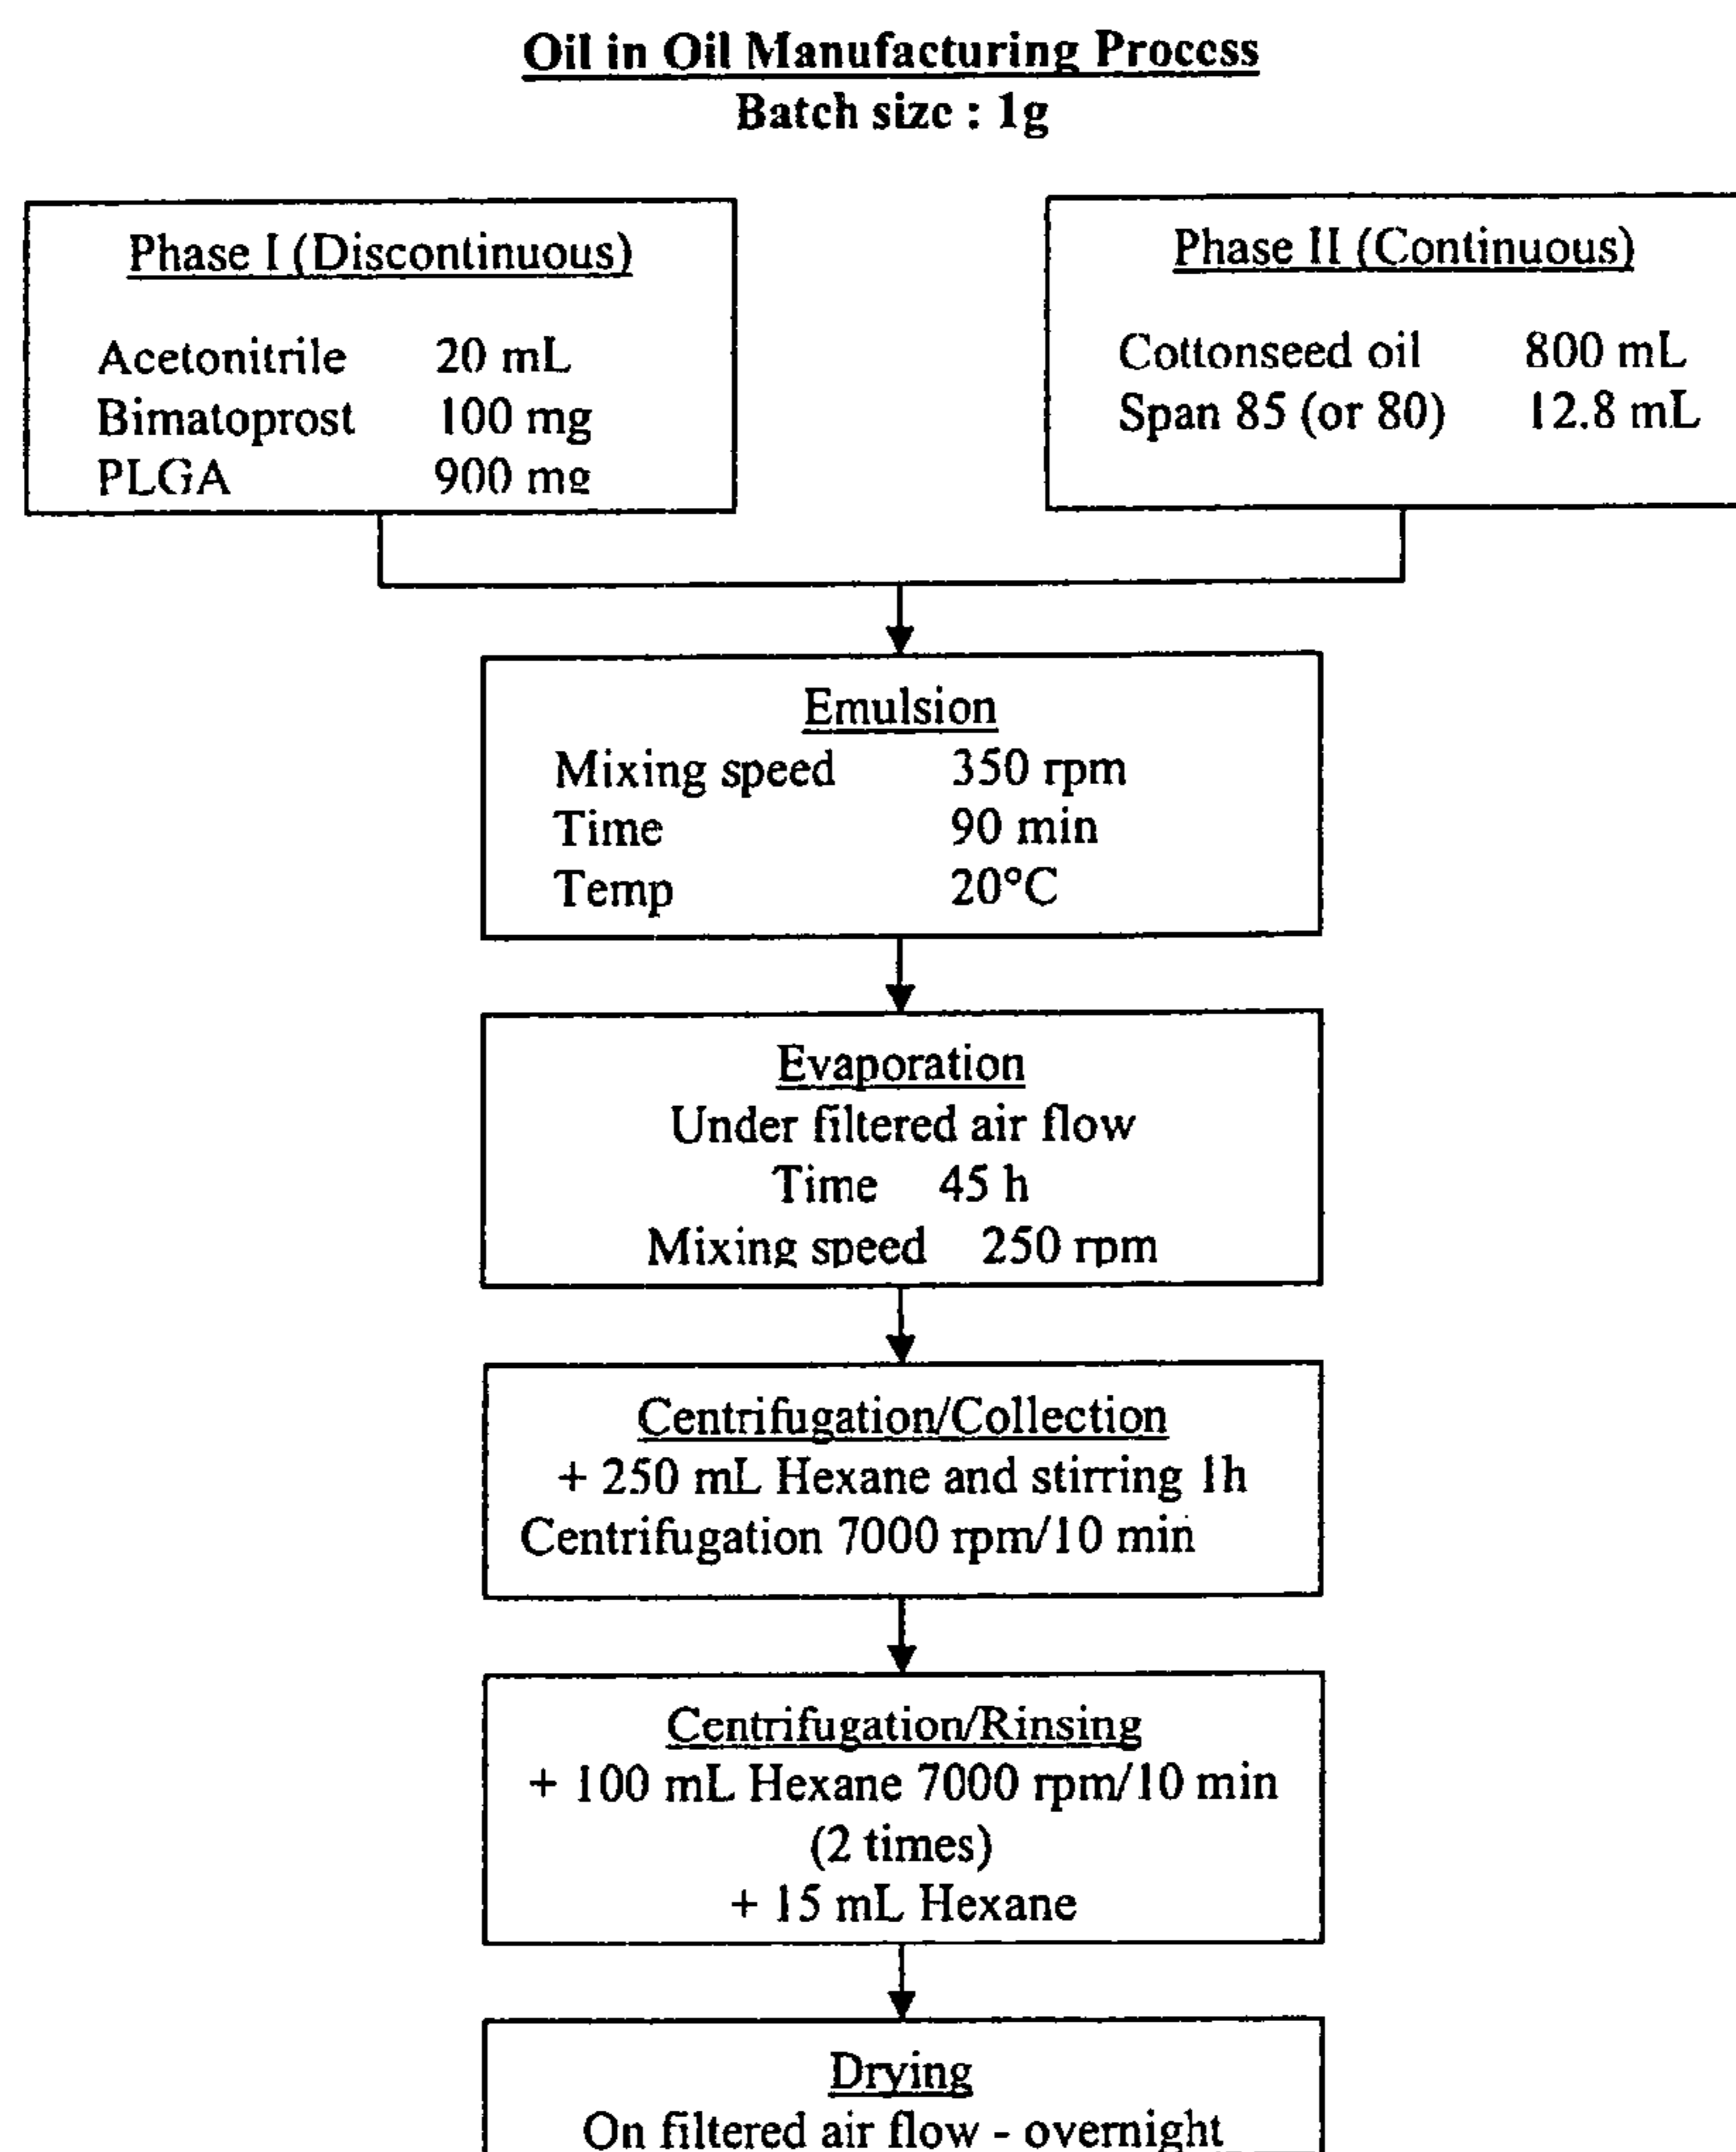 Oil in Oil Manufacturing Process
Batch size : 1g
Phase I (Discontinuous)
Acetonitrile 20 mL
Bimatoprost 100 mg
PLGA 900 mg
Phase II (Continuous)
Cottonseed oil 800 mL
Span 85 (or 80) 12.8 mL
Emulsion
Mixing speed 350 rpm
Time 90 min
Temp 20°C
Evaporation
Under filtered air flow
Time 45 h
Mixing speed 250 rpm
Centrifugation/Collection
+ 250 mL Hexane and stirring 1h
Centrifugation 7000 rpm/10 min
Centrifugation/Rinsing
+ 100 mL Hexane 7000 rpm/10 min
(2 times)
+ 15 mL Hexane
Drying
On filtered air flow - overnight